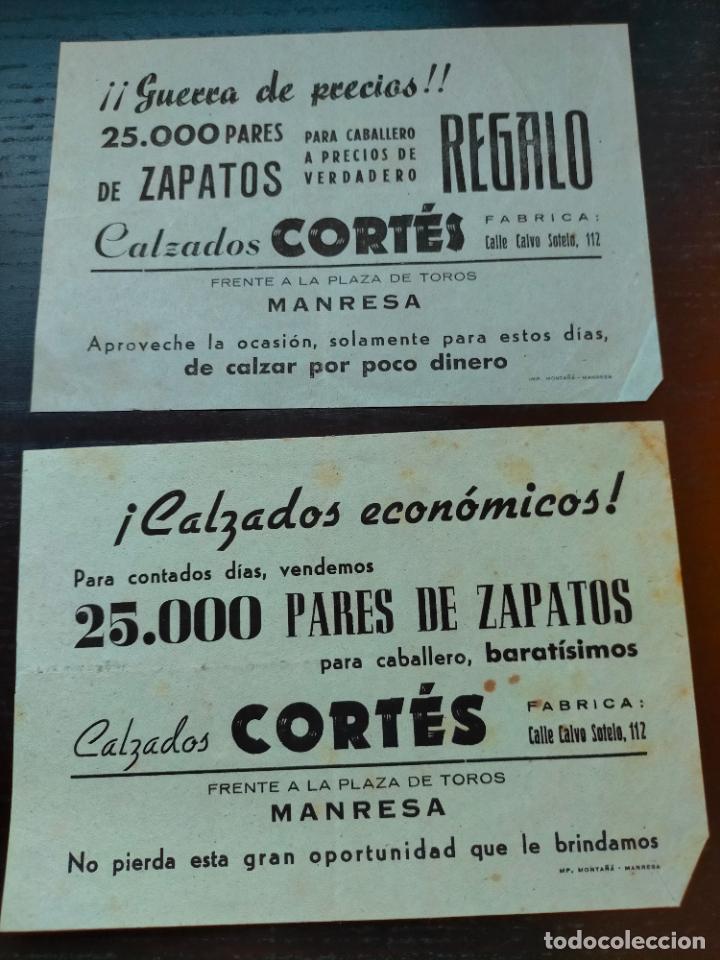 ¡¡Guerra de precios!!
25.000 PARES
DE ZAPATOS
PARA CABALLERO
A PRECIOS DE
VERDADERO
REGALO
Calzados CORTÉS
FABRICA:
Calle Calvo Sotelo, 112
FRENTE A LA PLAZA DE TOROS
MANRESA
Aproveche la ocasión, solamente para estos días,
de calzar por poco dinero
IMP. MONTAÑÁ - MANRESA
¡Calzados económicos!
Para contados días, vendemos
25.000 PARES DE ZAPATOS
para caballero, baratísimos
Calzados CORTÉS
FABRICA:
Calle Calvo Sotelo, 112
FRENTE A LA PLAZA DE TOROS
MANRESA
No pierda esta gran oportunidad que le brindamos
MP. MONTAÑÁ - MANRESA
todocoleccion